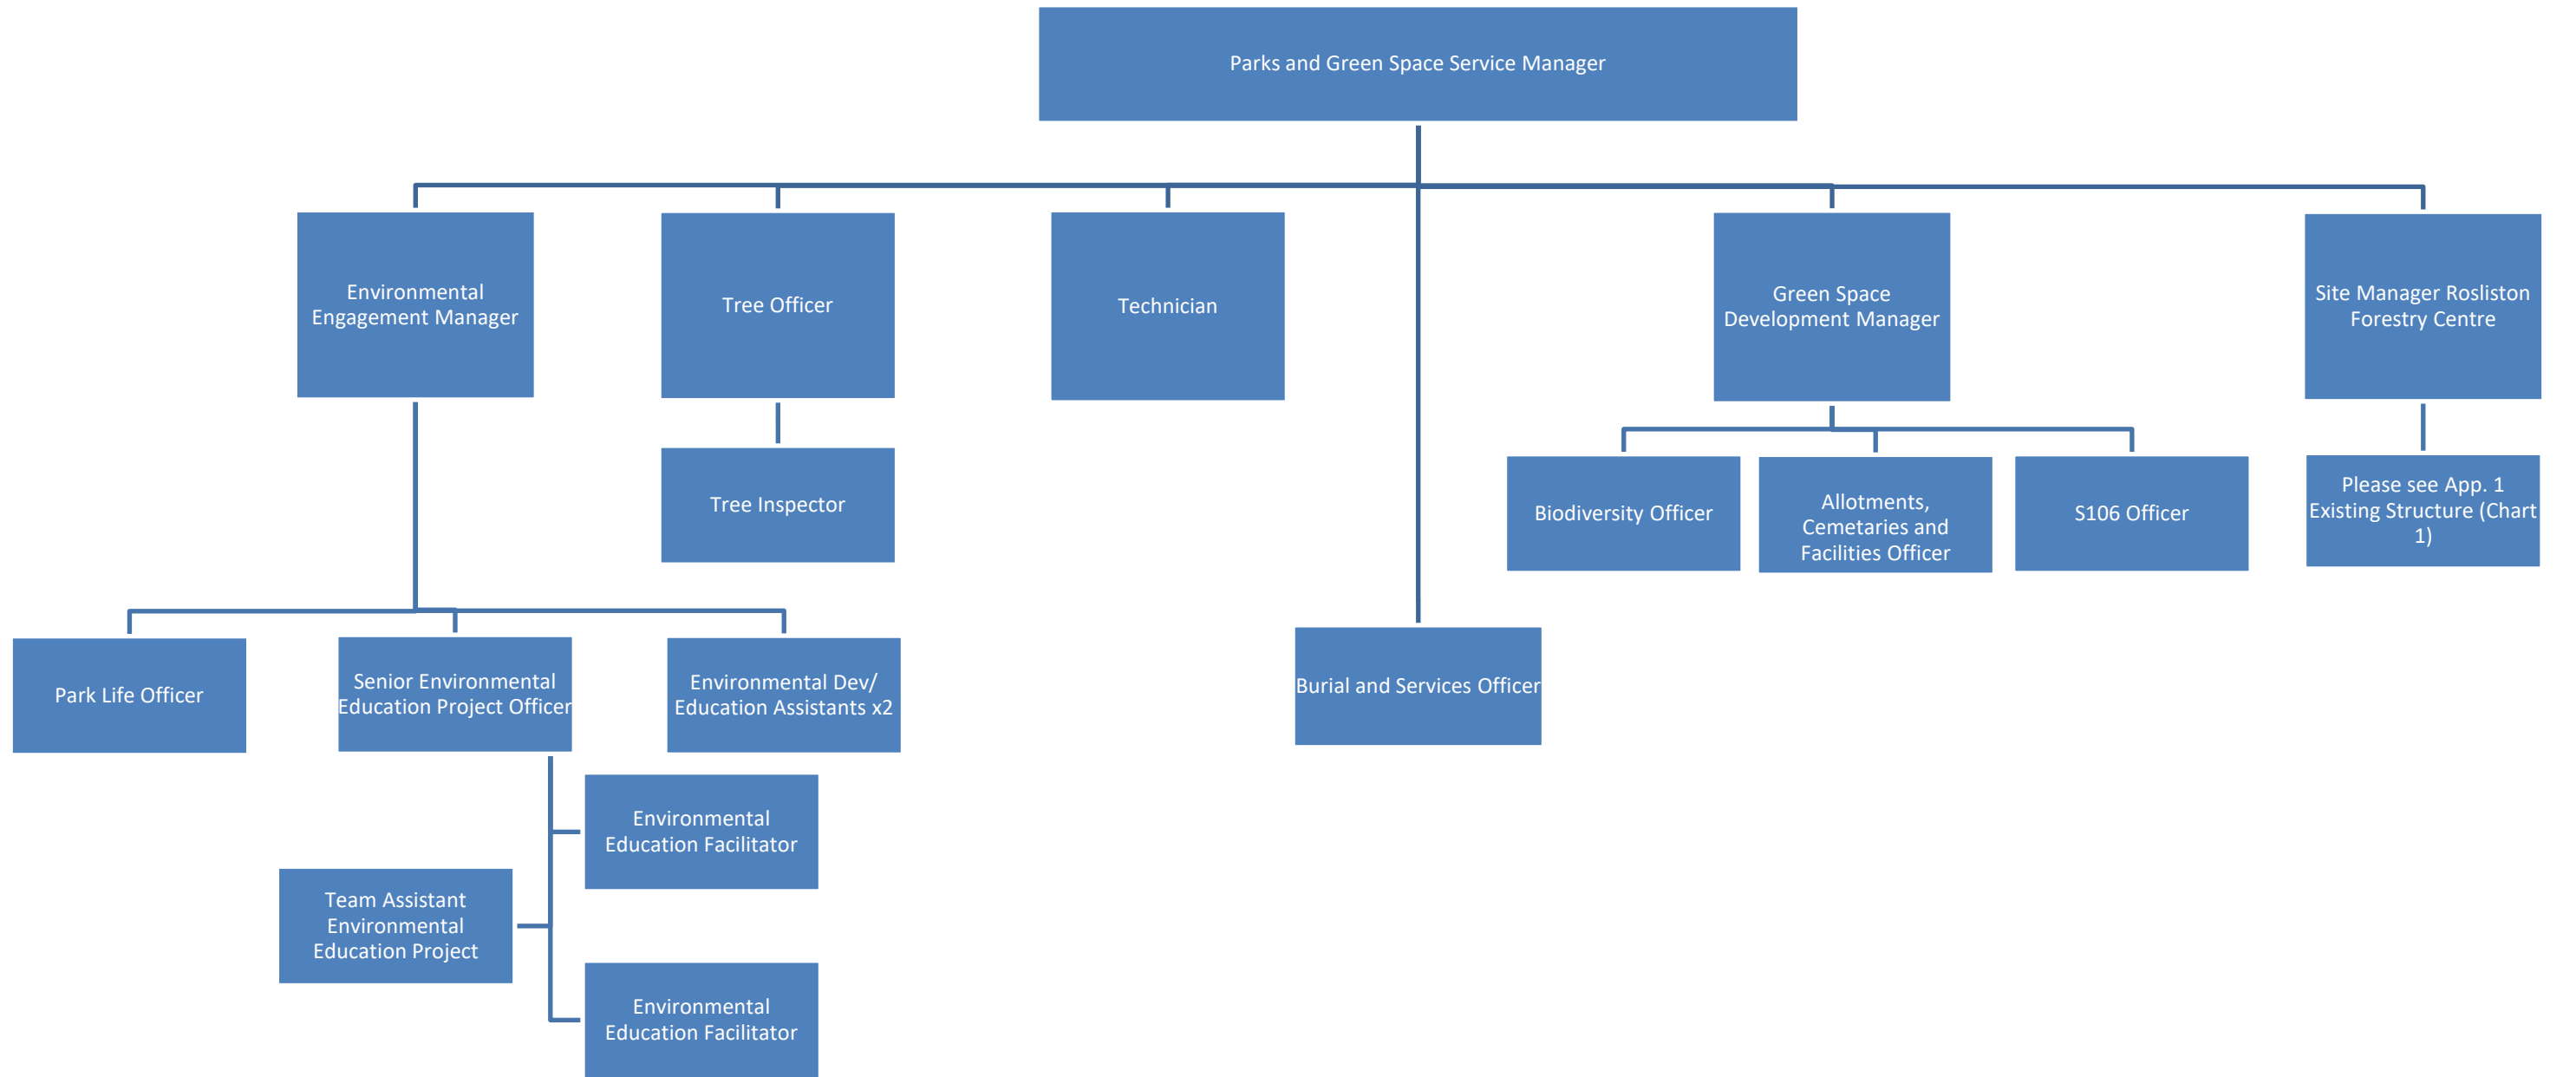 Parks and Green Space Service Manager
Environmental
Engagement Manager
Tree Officer
Technician
Green Space
Development Manager
Site Manager Rosliston
Forestry Centre
Tree Inspector
Biodiversity Officer
Allotments,
Cemetaries and
Facilities Officer
S106 Officer
Please see App. 1
Existing Structure (Chart
1)
Park Life Officer
Senior Environmental
Education Project Officer
Environmental Dev/
Education Assistants x2
Burial and Services Officer
Environmental
Education Facilitator
Team Assistant
Environmental
Education Project
Environmental
Education Facilitator